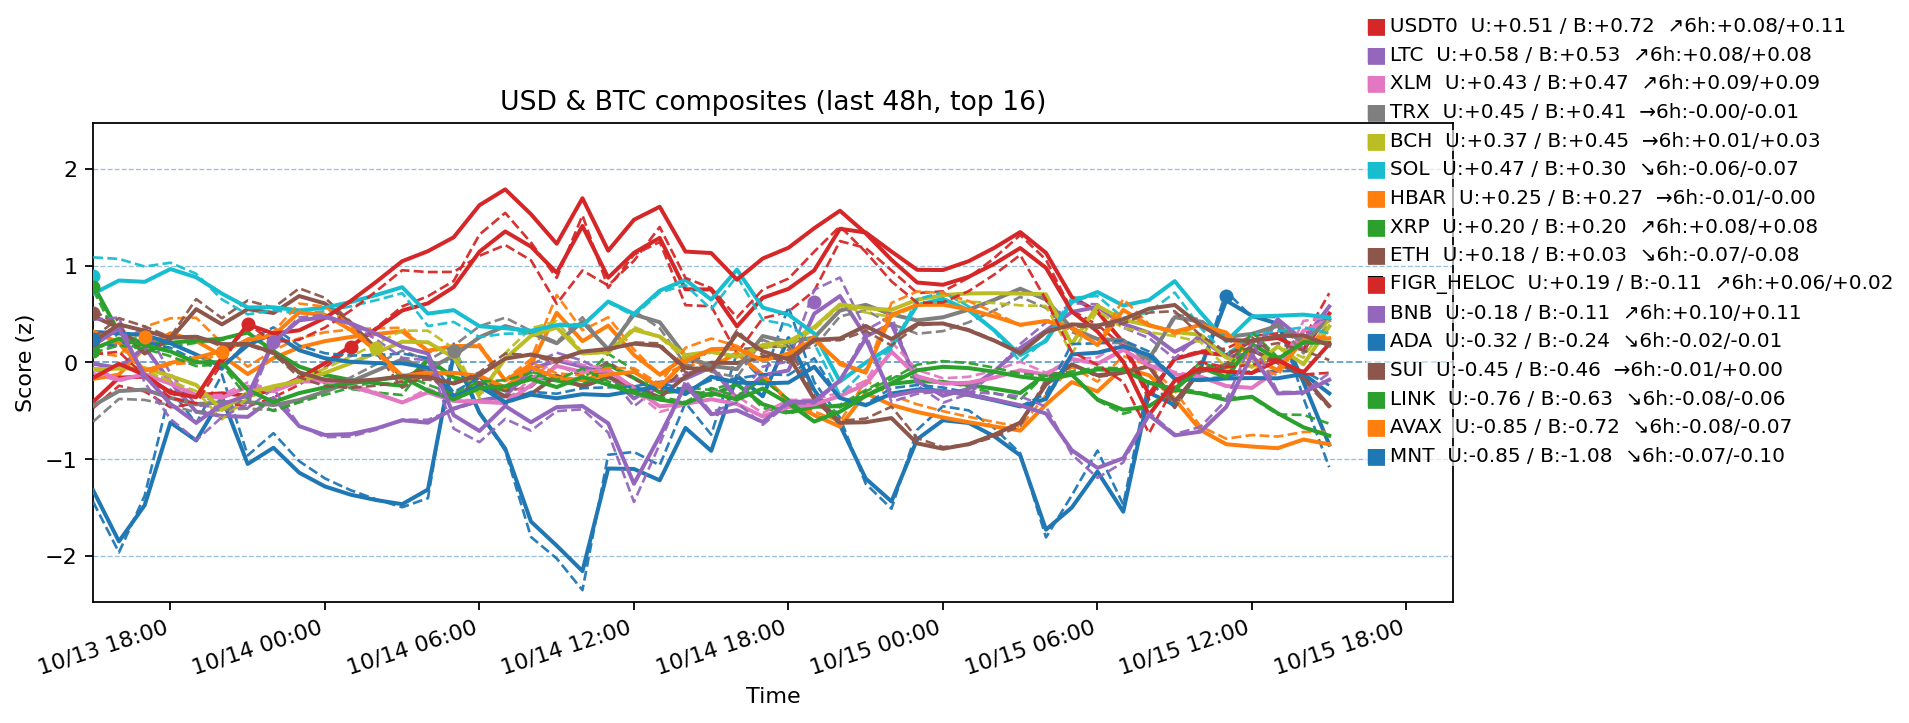 USDT0 U:+0.51 / B:+0.72 ↗6h:+0.08/+0.11
LTC U:+0.58 / B:+0.53 ↗6h:+0.08/+0.08
XLM U:+0.43 / B:+0.47 ↗6h:+0.09/+0.09
TRX U:+0.45 / B:+0.41 →6h:-0.00/-0.01
BCH U:+0.37 / B:+0.45 →6h:+0.01/+0.03
SOL U:+0.47 / B:+0.30 ↘6h:-0.06/-0.07
HBAR U:+0.25 / B:+0.27 →6h:-0.01/-0.00
XRP U:+0.20 / B:+0.20 ↗6h:+0.08/+0.08
ETH U:+0.18 / B:+0.03 ↘6h:-0.07/-0.08
FIGR_HELOC U:+0.19 / B:-0.11 ↗6h:+0.06/+0.02
BNB U:-0.18 / B:-0.11 ↗6h:+0.10/+0.11
ADA U:-0.32 / B:-0.24 ↘6h:-0.02/-0.01
SUI U:-0.45 / B:-0.46 →6h:-0.01/+0.00
LINK U:-0.76 / B:-0.63 ↘6h:-0.08/-0.06
AVAX U:-0.85 / B:-0.72 ↘6h:-0.08/-0.07
MNT U:-0.85 / B:-1.08 ↘6h:-0.07/-0.10
USD & BTC composites (last 48h, top 16)
Score (z)
2
1
0
−1
−2
10/13 18:00
10/14 00:00
10/14 06:00
10/14 12:00
10/14 18:00
10/15 00:00
10/15 06:00
10/15 12:00
10/15 18:00
Time